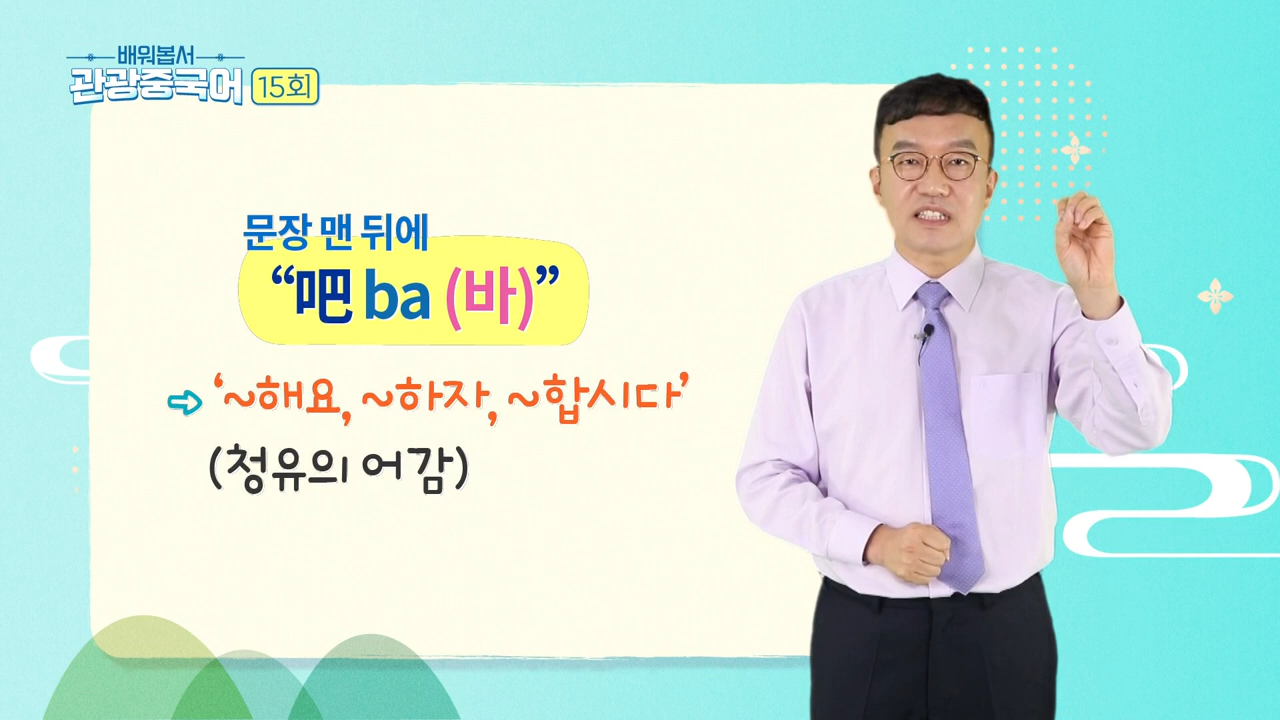 배워봅서
관광중국어 15회
문장 맨 뒤에
“吧 ba (바)”
⇨ ‘~해요, ~하자, ~합시다’
(청유의 어감)